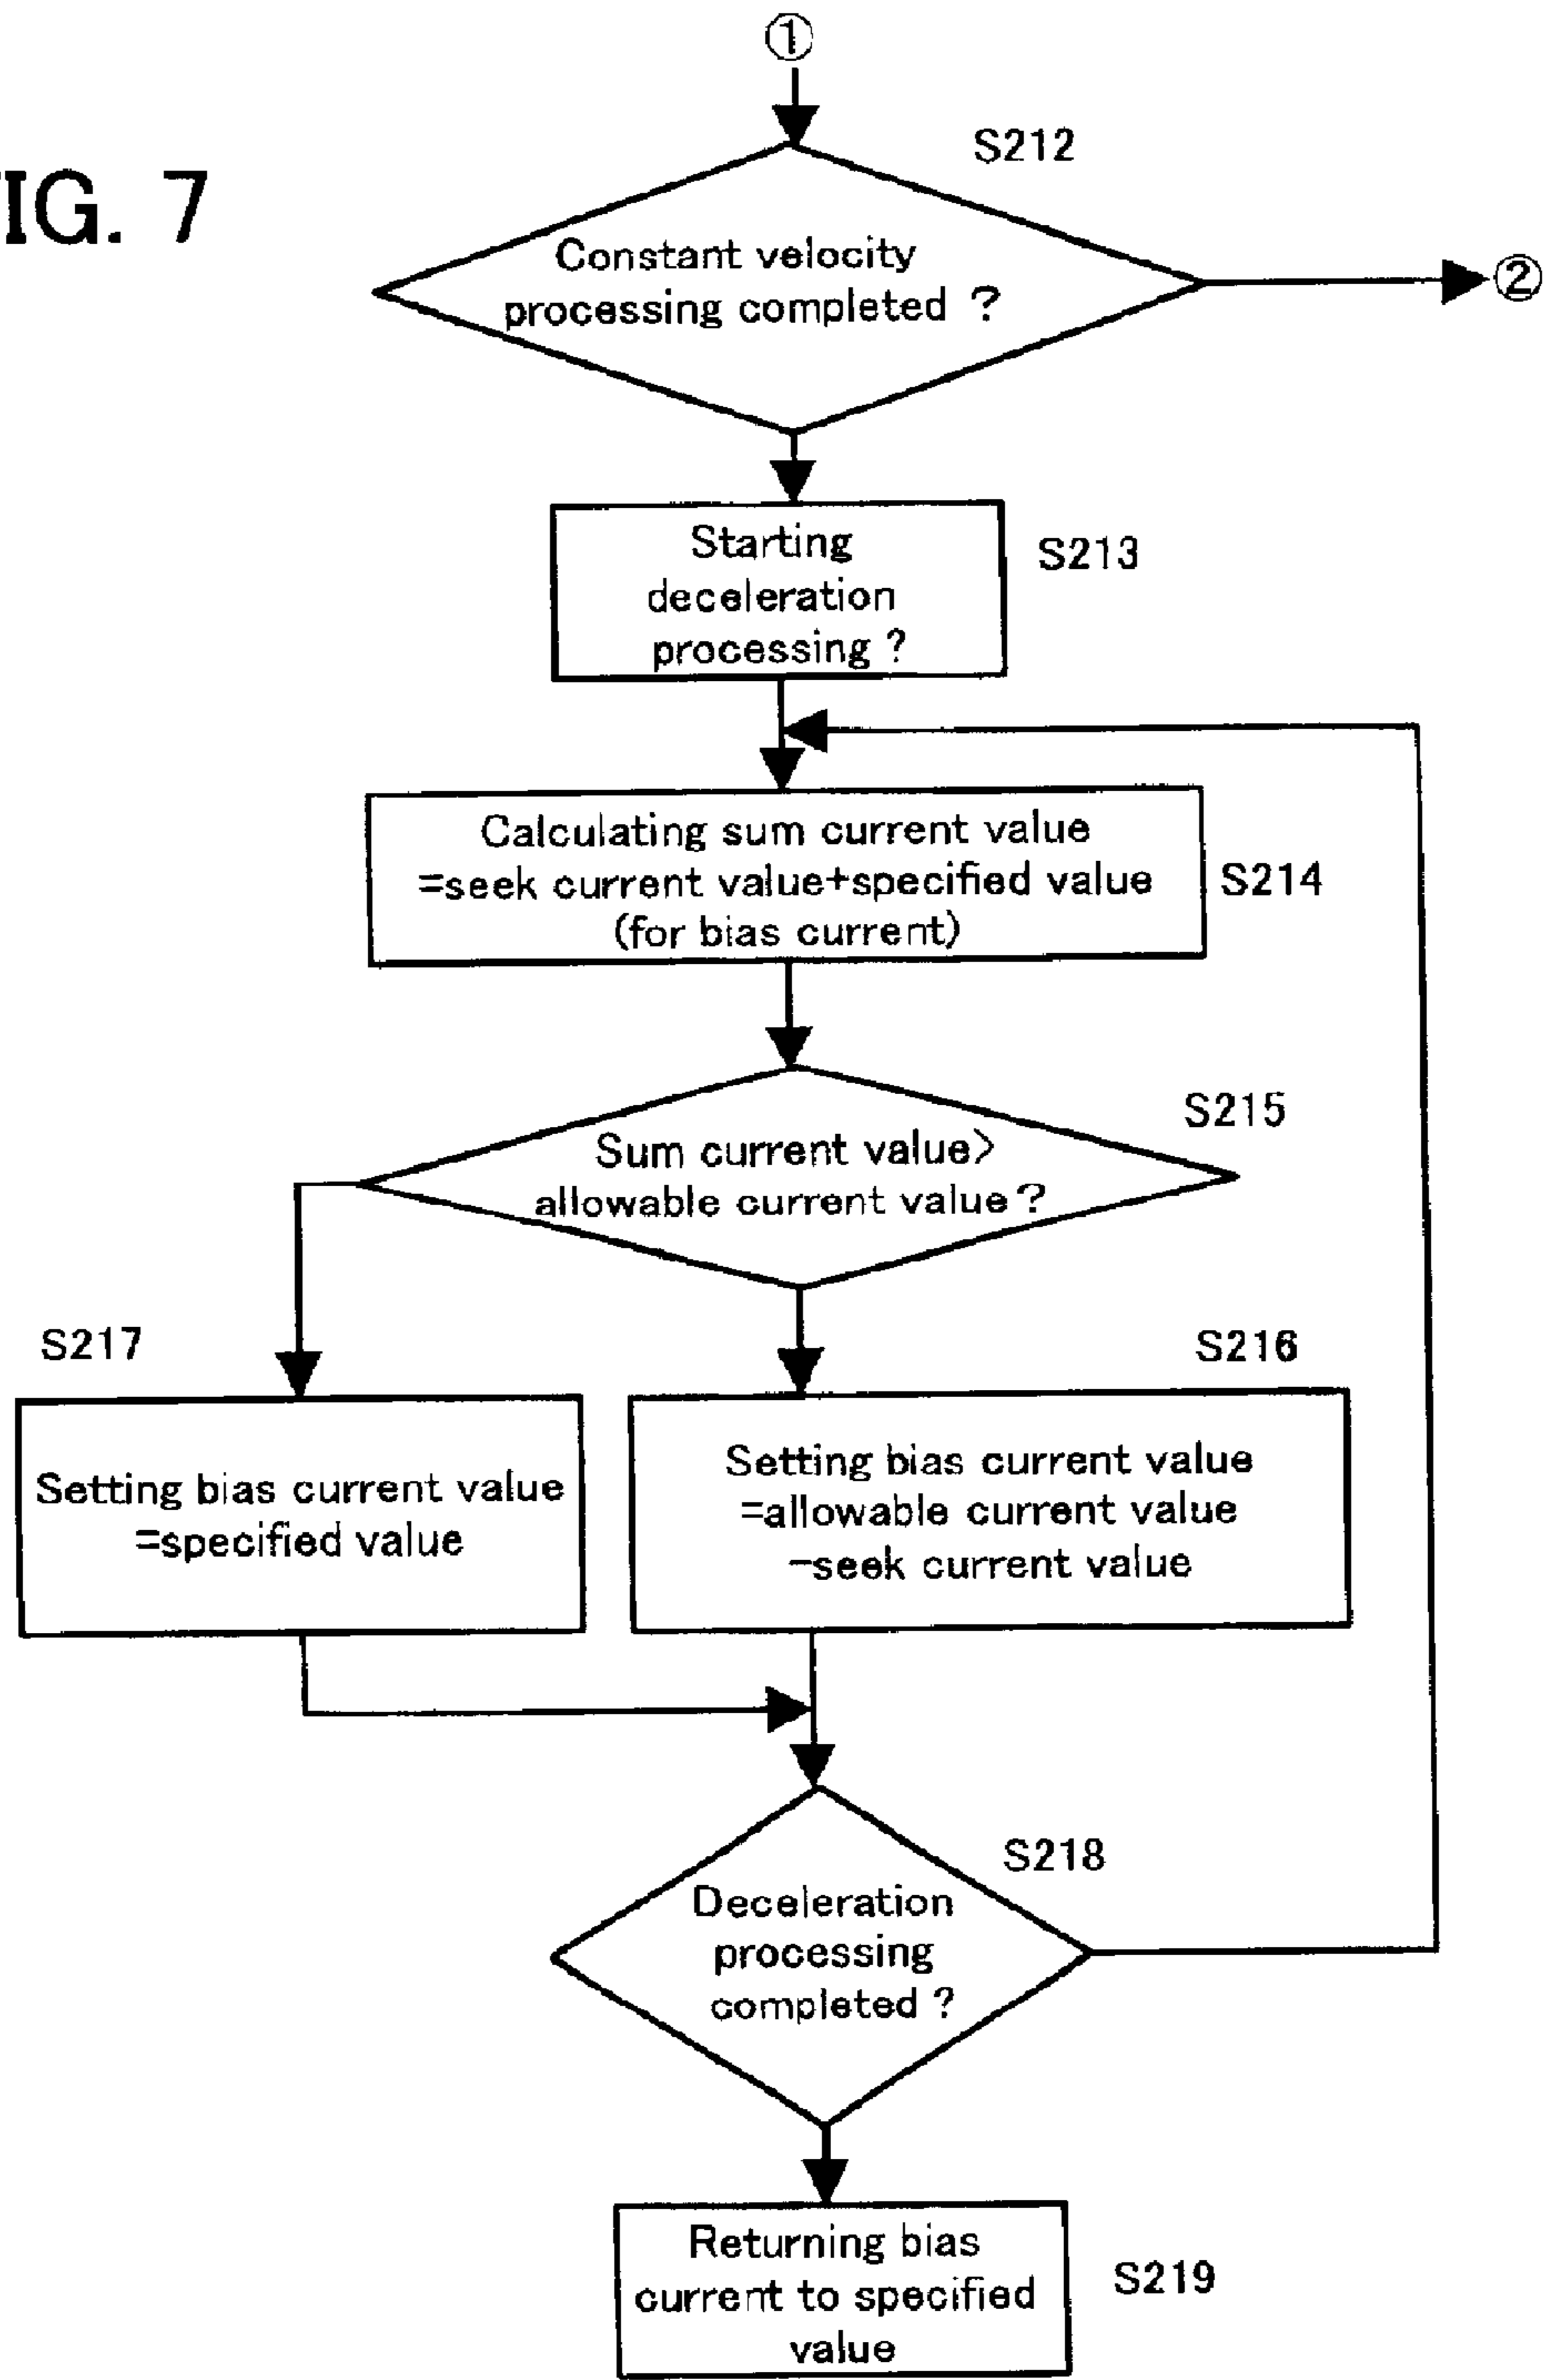 ①
S212
IG. 7
Constant velocity
processing completed ?
②
Starting
deceleration
processing ?
S213
Calculating sum current value
=seek current value+specified value
(for bias current)
S214
S215
Sum current value>
allowable current value?
S217
S216
Setting bias current value
=specified value
Setting bias current value
=allowable current value
-seek current value
S218
Deceleration
processing
completed ?
Returning bias
current to specified
value
S219